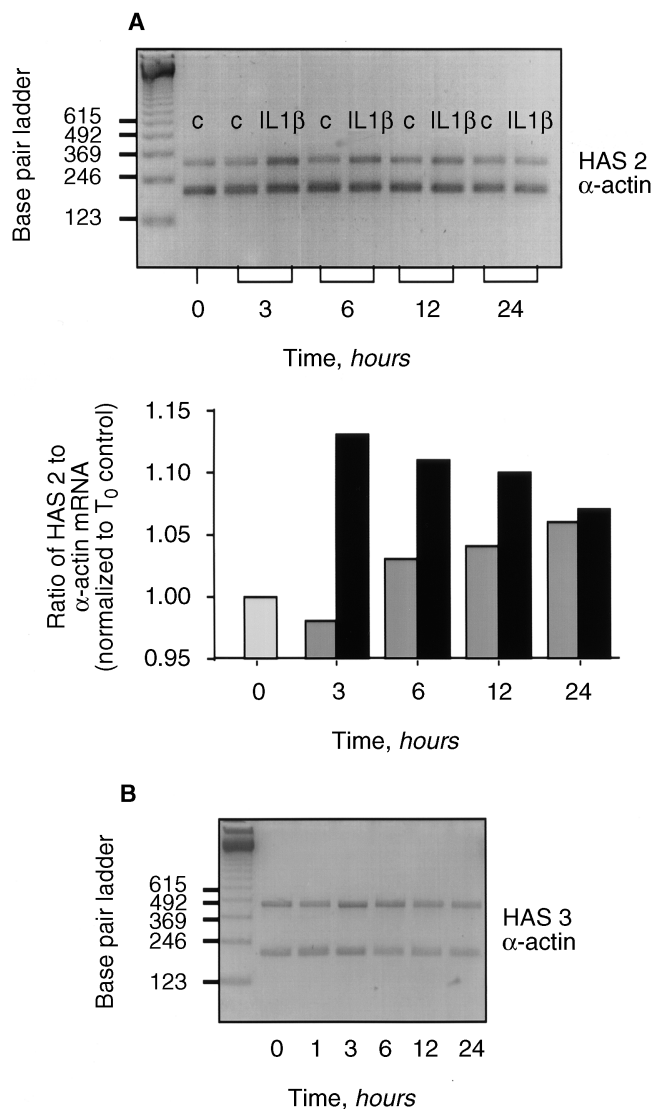 A
Base pair ladder
615
492
369
246
123
c c IL1β c IL1β c IL1β c IL1β
HAS 2
α-actin
0 3 6 12 24
Time, hours
Ratio of HAS 2 to
α-actin mRNA
(normalized to T0 control)
1.15
1.10
1.05
1.00
0.95
0 3 6 12 24
Time, hours
B
Base pair ladder
615
492
369
246
123
HAS 3
α-actin
0 1 3 6 12 24
Time, hours